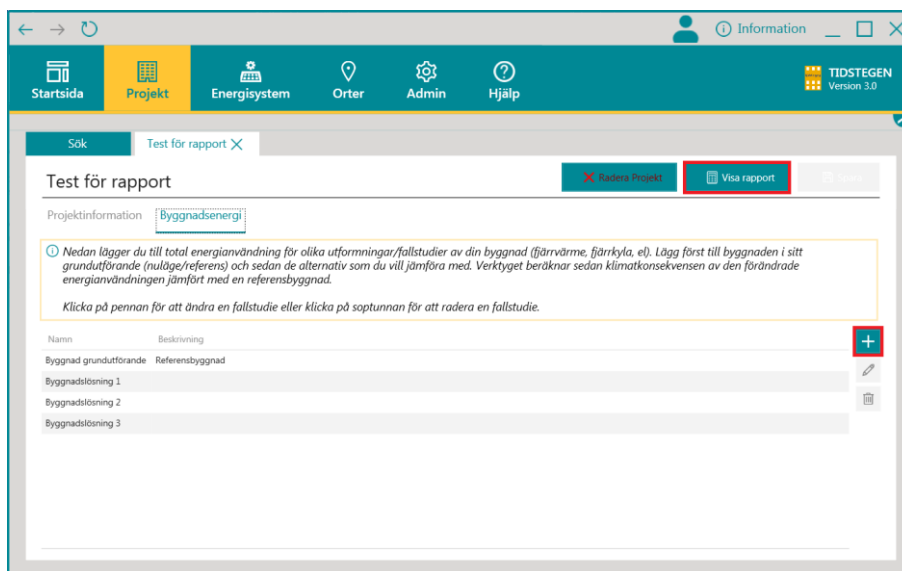 Information
Startsida
Projekt
Energisystem
Orter
Admin
Hjälp
TIDSTEGEN
Version 3.0
Sök
Test för rapport
Test för rapport
Radera Projekt
Visa rapport
Projektinformation
Byggnadsenergi
Nedan lägger du till total energianvändning för olika utformningar/fallstudier av din byggnad (fjärrvärme, fjärrkyla, el). Lägg först till byggnaden i sitt
grundutförande (nuläge/referens) och sedan de alternativ som du vill jämföra med. Verktyget beräknar sedan klimatkonsekvensen av den förändrade
energianvändningen jämfört med en referensbyggnad.
Klicka på pennan för att ändra en fallstudie eller klicka på soptunnan för att radera en fallstudie.
Namn Beskrivning
Byggnad grundutförande Referensbyggnad
Byggnadslösning 1
Byggnadslösning 2
Byggnadslösning 3